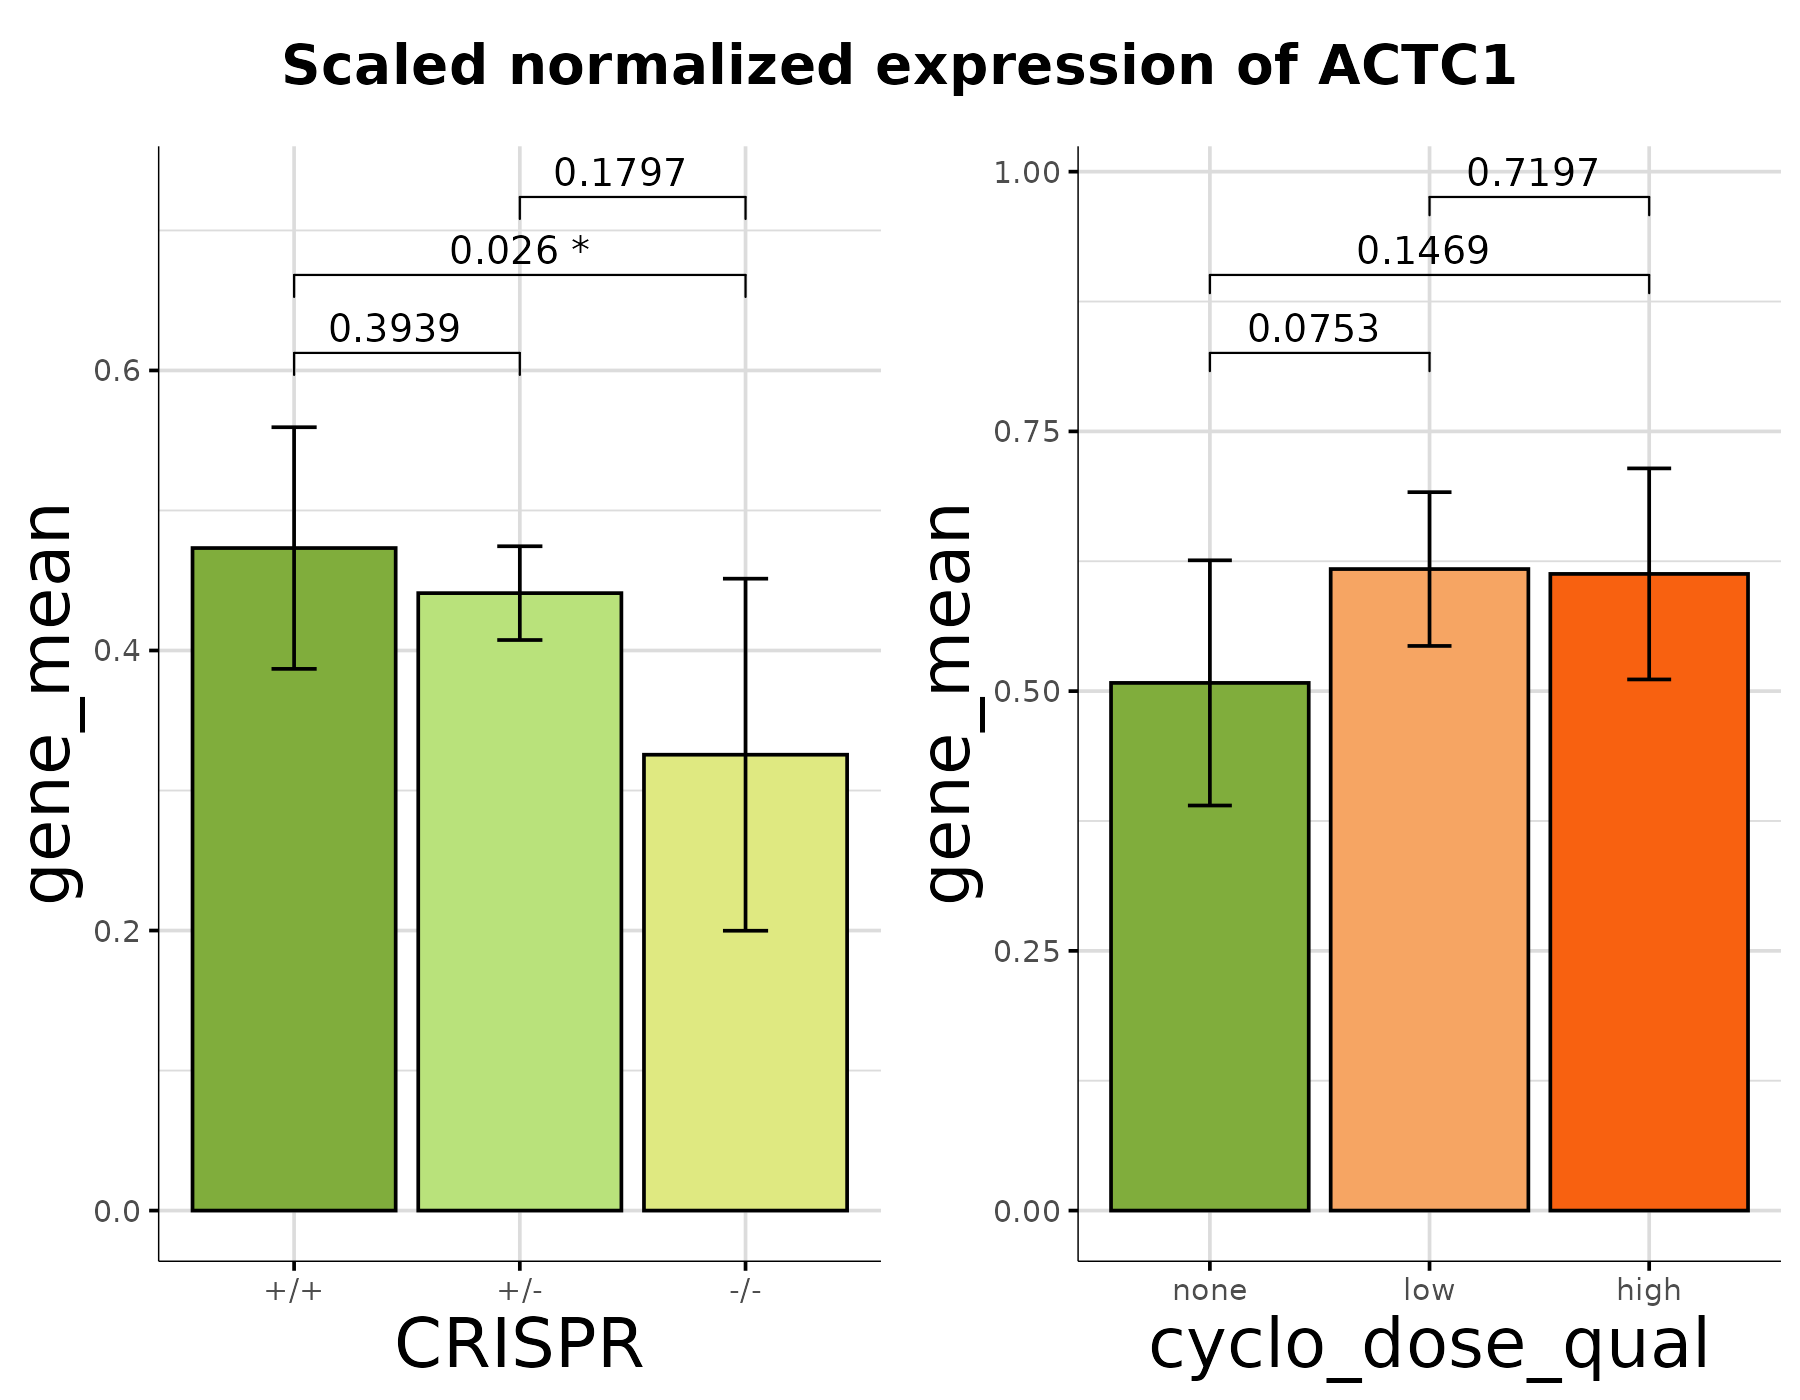 Scaled normalized expression of ACTC1
gene_mean
0.6
0.4
0.2
0.0
0.1797
0.026 *
0.3939
+/+
+/-
-/-
CRISPR
gene_mean
1.00
0.75
0.50
0.25
0.00
0.7197
0.1469
0.0753
none
low
high
cyclo_dose_qual